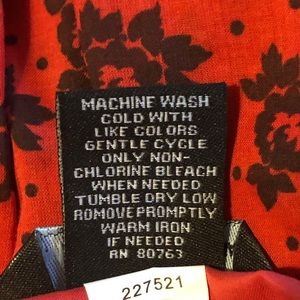 MACHINE WASH
COLD WITH
LIKE COLORS
GENTLE CYCLE
ONLY NON-
CHLORINE BLEACH
WHEN NEEDED
TUMBLE DRY LOW
ROMOVE PROMPTLY
WARM IRON
IF NEEDED
RN 80763
227521